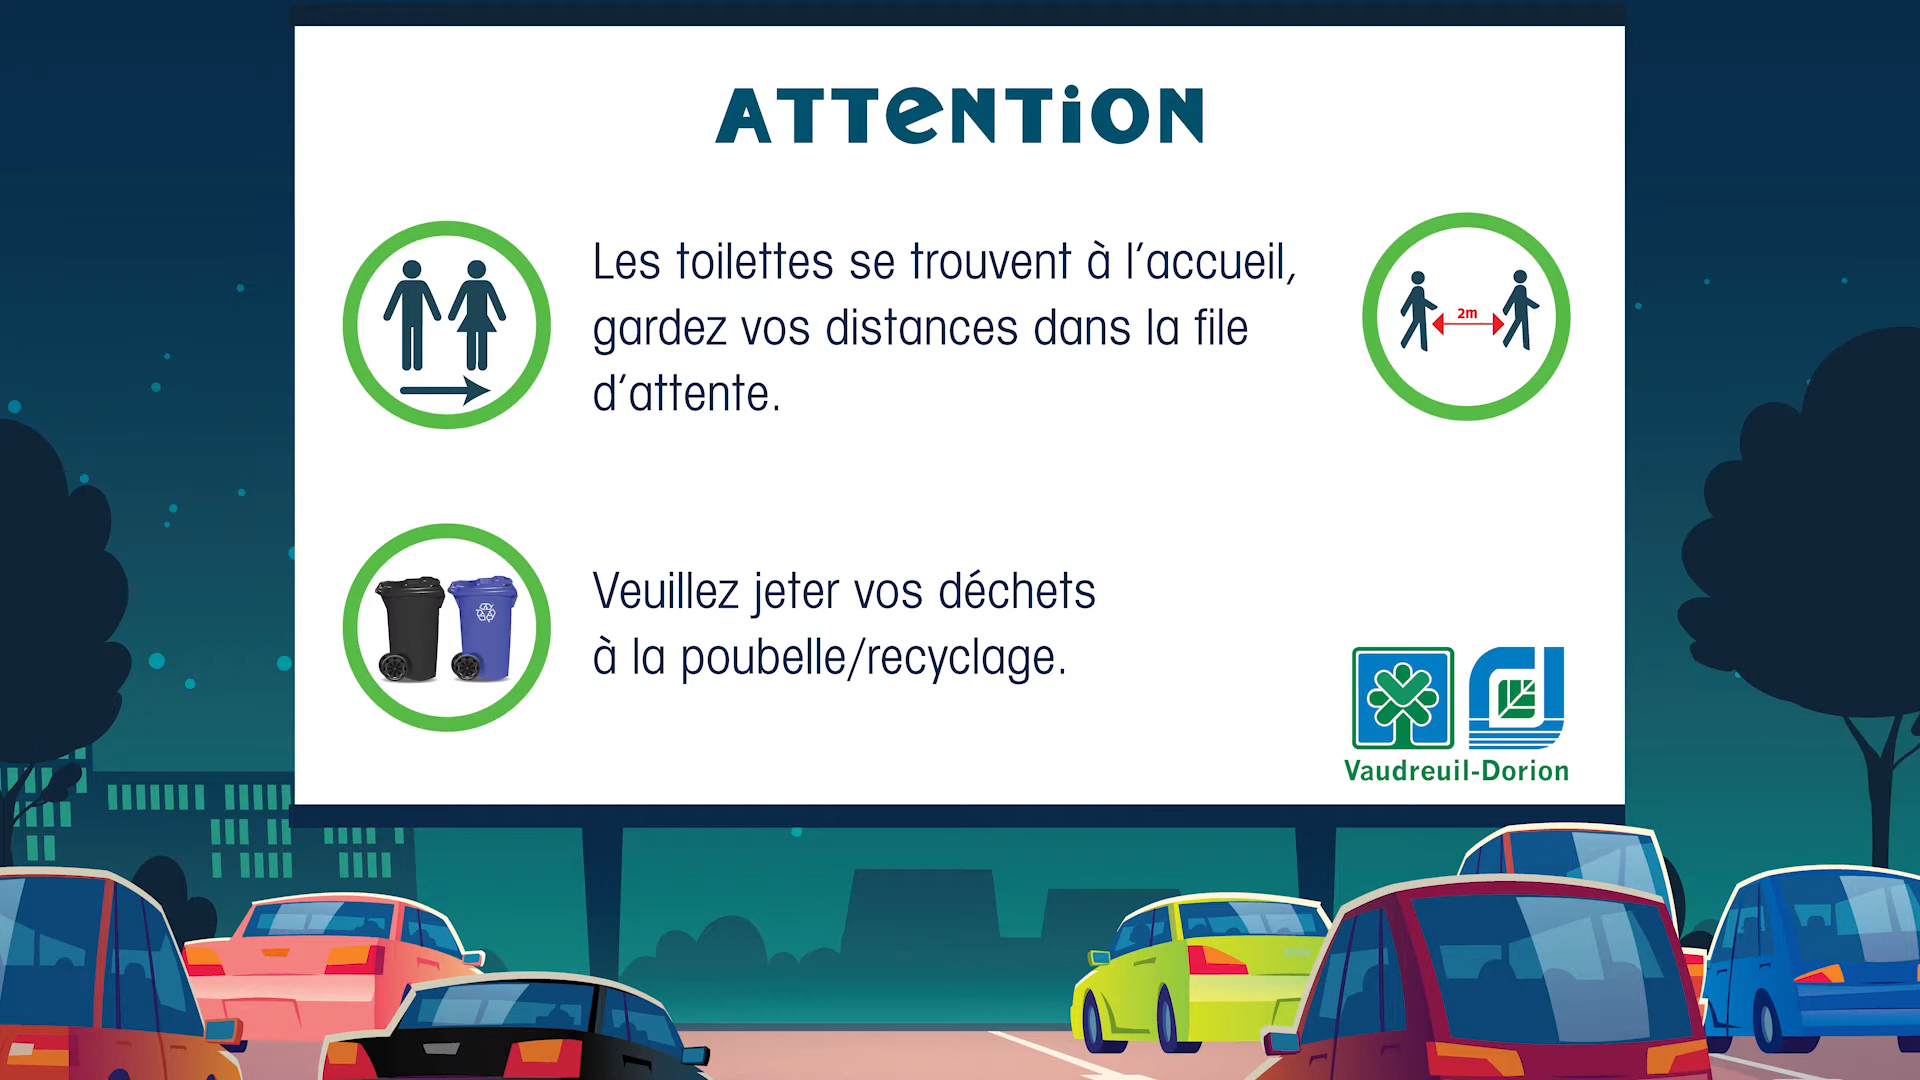 ATTeNTiON
Les toilettes se trouvent à l’accueil,
gardez vos distances dans la file
d’attente.
2m
Veuillez jeter vos déchets
à la poubelle/recyclage.
Vaudreuil-Dorion